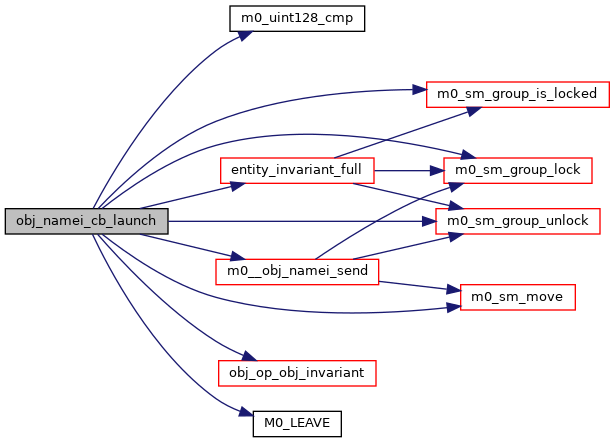 m0_uint128_cmp
m0_sm_group_is_locked
entity_invariant_full
m0_sm_group_lock
obj_namei_cb_launch
m0_sm_group_unlock
m0__obj_namei_send
m0_sm_move
obj_op_obj_invariant
M0_LEAVE